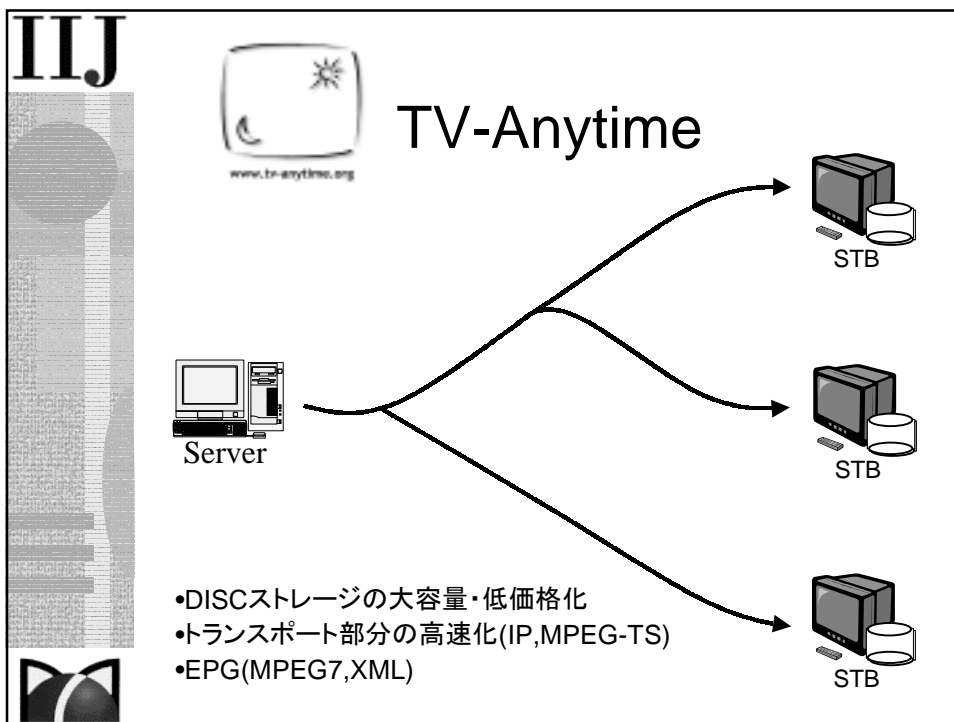 IIJ
www.tv-anytime.org
TV-Anytime
STB
Server
STB
•DISCストレージの大容量・低価格化
•トランスポート部分の高速化(IP,MPEG-TS)
•EPG(MPEG7,XML)
STB